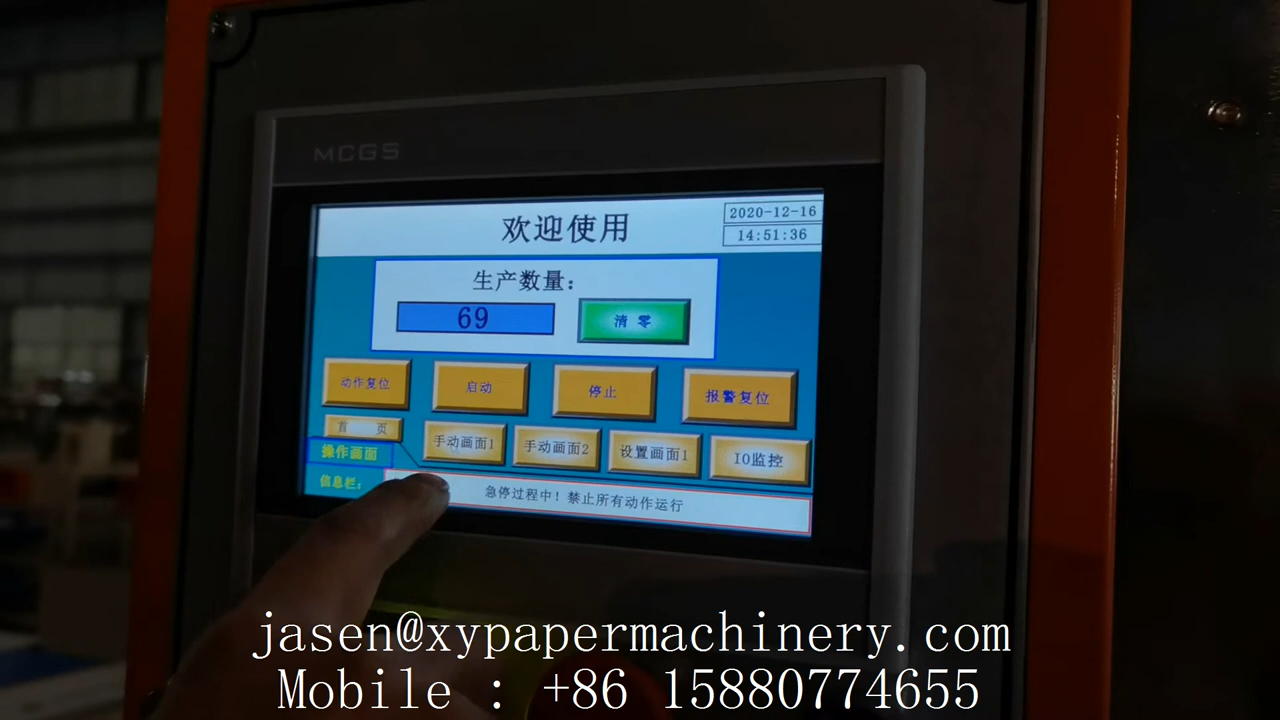 MCGS
欢迎使用
2020-12-16
14:51:36
生产数量：
69
清 零
动作复位
启动
停止
报警复位
首 页
手动画面1
手动画面2
设置画面1
IO监控
操作画面
信息栏：
急停过程中！禁止所有动作运行
jasen@xypapermachinery.com
Mobile : +86 15880774655